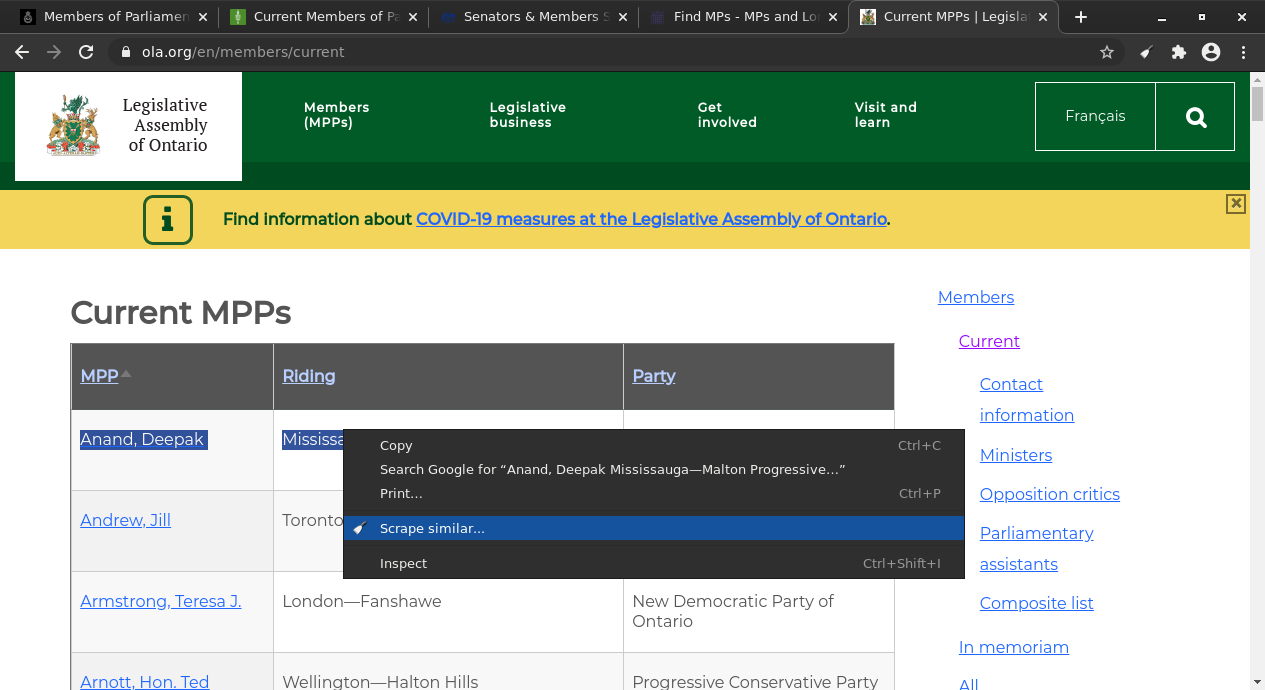 Members of Parliamen
Current Members of Pa
Senators & Members S
Find MPs - MPs and Lor
Current MPPs | Legisla
ola.org/en/members/current
Legislative
Assembly
of Ontario
Members
(MPPs)
Legislative
business
Get
involved
Visit and
learn
Français
Find information about COVID-19 measures at the Legislative Assembly of Ontario.
Current MPPs
MPP
Riding
Party
Anand, Deepak
Mississa
Andrew, Jill
Toronto
Armstrong, Teresa J.
London—Fanshawe
New Democratic Party of
Ontario
Arnott, Hon. Ted
Wellington—Halton Hills
Progressive Conservative Party
Copy
Ctrl+C
Search Google for “Anand, Deepak Mississauga—Malton Progressive...”
Print...
Ctrl+P
Scrape similar...
Inspect
Ctrl+Shift+I
Members
Current
Contact
information
Ministers
Opposition critics
Parliamentary
assistants
Composite list
In memoriam
All